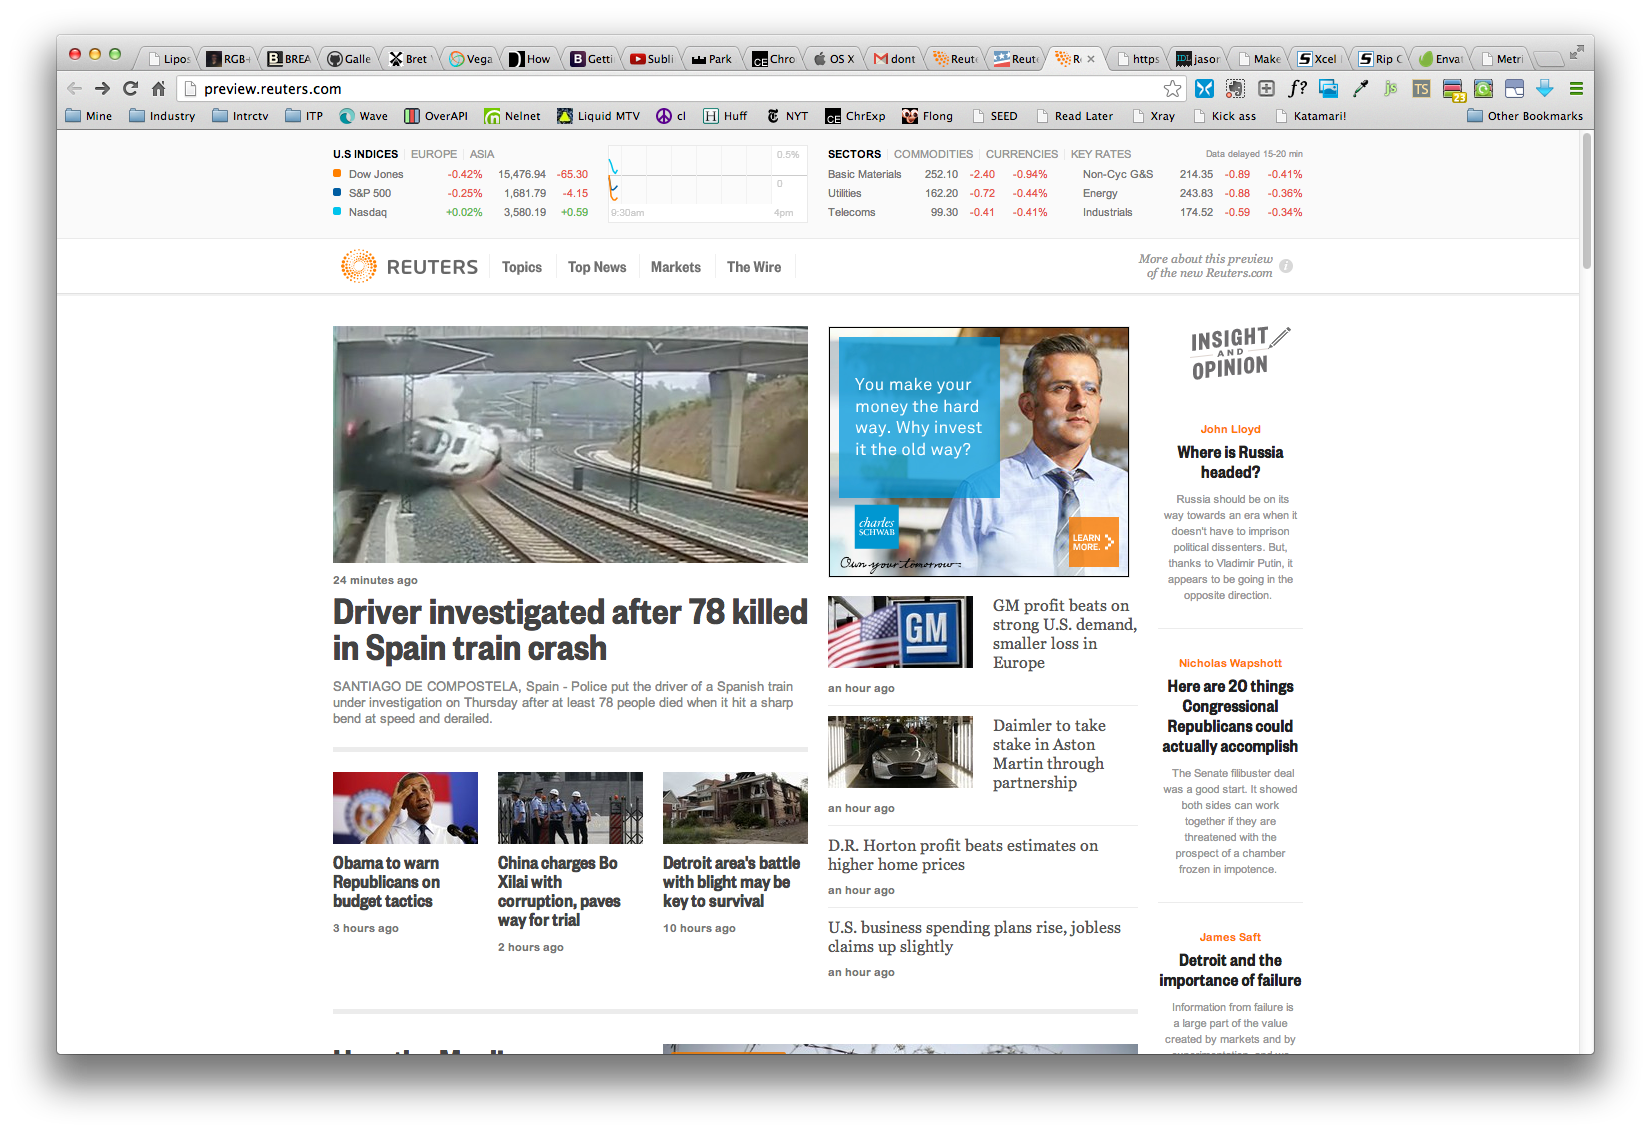 Lipos
RGB+
BREA
Galle
Bret
Vega
How
Getti
Subli
Park
Chro
OS X
dont
Reute
Reute
Re
https
jasor
Make
Xcel
Rip C
Envat
Metri
preview.reuters.com
Mine
Industry
Intrctv
ITP
Wave
OverAPI
Nelnet
Liquid MTV
cl
Huff
NYT
ChrExp
Flong
SEED
Read Later
Xray
Kick ass
Katamari!
Other Bookmarks
U.S INDICES EUROPE ASIA
Dow Jones -0.42% 15,476.94 -65.30
S&P 500 -0.25% 1,681.79 -4.15
Nasdaq +0.02% 3,580.19 +0.59
0.5%
0
9:30am 4pm
SECTORS COMMODITIES CURRENCIES KEY RATES Data delayed 15-20 min
Basic Materials 252.10 -2.40 -0.94% Non-Cyc G&S 214.35 -0.89 -0.41%
Utilities 162.20 -0.72 -0.44% Energy 243.83 -0.88 -0.36%
Telecoms 99.30 -0.41 -0.41% Industrials 174.52 -0.59 -0.34%
REUTERS Topics Top News Markets The Wire
More about this preview
of the new Reuters.com
24 minutes ago
Driver investigated after 78 killed
in Spain train crash
SANTIAGO DE COMPOSTELA, Spain - Police put the driver of a Spanish train
under investigation on Thursday after at least 78 people died when it hit a sharp
bend at speed and derailed.
Obama to warn
Republicans on
budget tactics
3 hours ago
China charges Bo
Xilai with
corruption, paves
way for trial
2 hours ago
Detroit area's battle
with blight may be
key to survival
10 hours ago
You make your
money the hard
way. Why invest
it the old way?
charles
SCHWAB
Own your tomorrow
LEARN
MORE.
GM
GM profit beats on
strong U.S. demand,
smaller loss in
Europe
an hour ago
Daimler to take
stake in Aston
Martin through
partnership
an hour ago
D.R. Horton profit beats estimates on
higher home prices
an hour ago
U.S. business spending plans rise, jobless
claims up slightly
an hour ago
INSIGHT
AND
OPINION
John Lloyd
Where is Russia
headed?
Russia should be on its
way towards an era when it
doesn't have to imprison
political dissenters. But,
thanks to Vladimir Putin, it
appears to be going in the
opposite direction.
Nicholas Wapshott
Here are 20 things
Congressional
Republicans could
actually accomplish
The Senate filibuster deal
was a good start. It showed
both sides can work
together if they are
threatened with the
prospect of a chamber
frozen in impotence.
James Saft
Detroit and the
importance of failure
Information from failure is
a large part of the value
created by markets and by